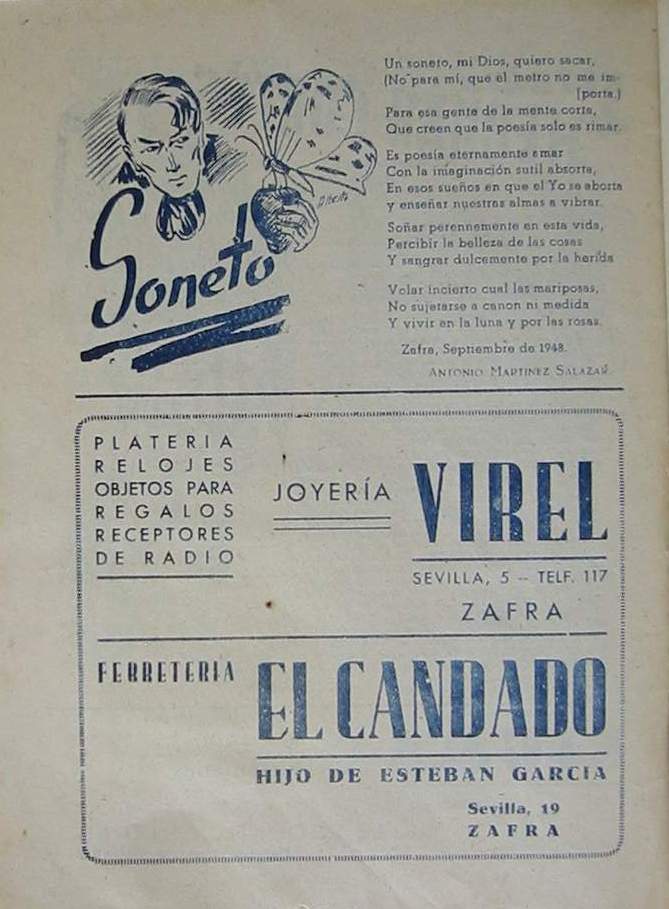 Soneto
Un soneto, mi Dios, quiero sacar,
(No para mí, que el metro no me im-
[porta.)
Para esa gente de la mente corta,
Que creen que la poesía solo es rimar.
Es poesía eternamente amar
Con la imaginación sutil absorta,
En esos sueños en que el Yo se aborta
y enseñar nuestras almas a vibrar.
Soñar perennemente en esta vida,
Percibir la belleza de las cosas
Y sangrar dulcemente por la herida
Volar incierto cual las mariposas,
No sujetarse a canon ni medida
Y vivir en la luna y por las rosas.
Zafra, Septiembre de 1948.
ANTONIO MARTINEZ SALAZAR
PLATERIA
RELOJES
OBJETOS PARA
REGALOS
RECEPTORES
DE RADIO
JOYERÍA
VIREL
SEVILLA, 5 - TELF. 117
ZAFRA
FERRETERIA
EL CANDADO
HIJO DE ESTEBAN GARCIA
Sevilla, 19
ZAFRA